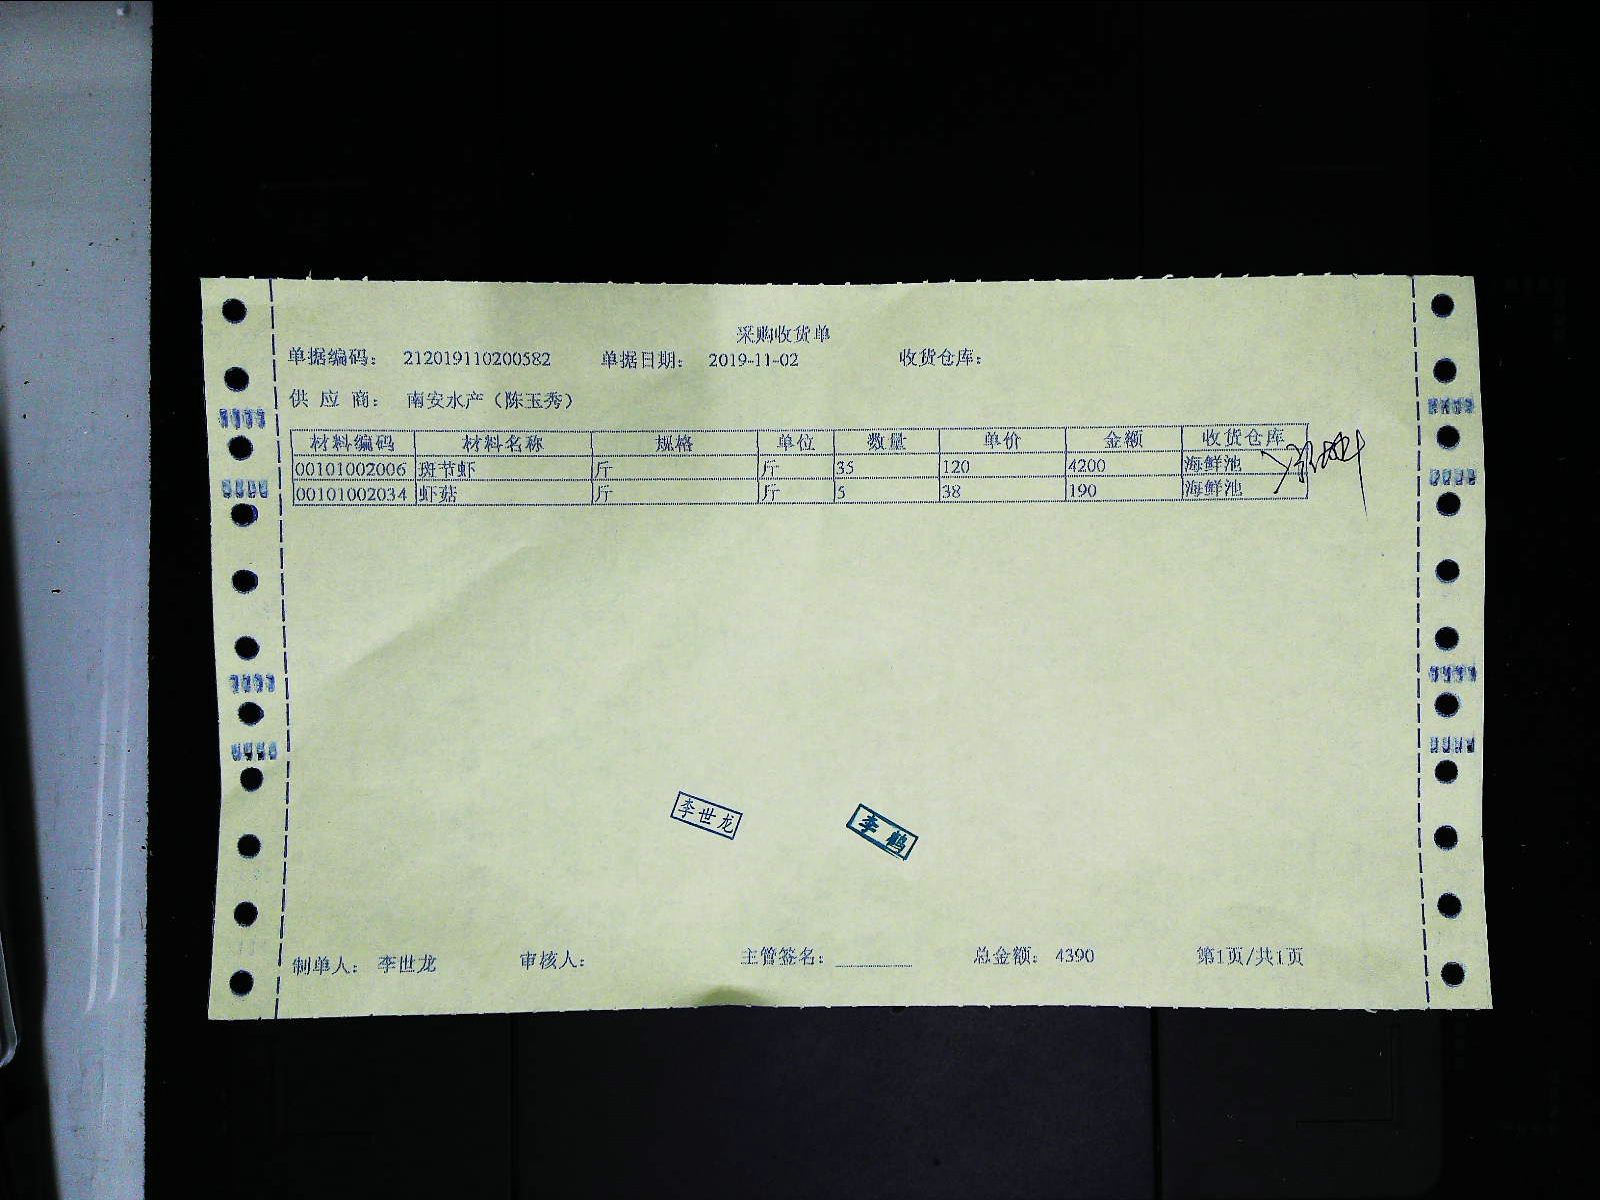 采购收货单
单据编码： 212019110200582 单据日期： 2019-11-02 收货仓库：
供 应 商： 南安水产（陈玉秀）
材料编码 材料名称 规格 单位 数量 单价 金额 收货仓库
00101002006 斑节虾 斤 斤 35 120 4200 海鲜池
00101002034 虾菇 斤 斤 5 38 190 海鲜池
李世龙 李鹤
制单人： 李世龙 审核人： 主管签名： 总金额： 4390 第1页/共1页